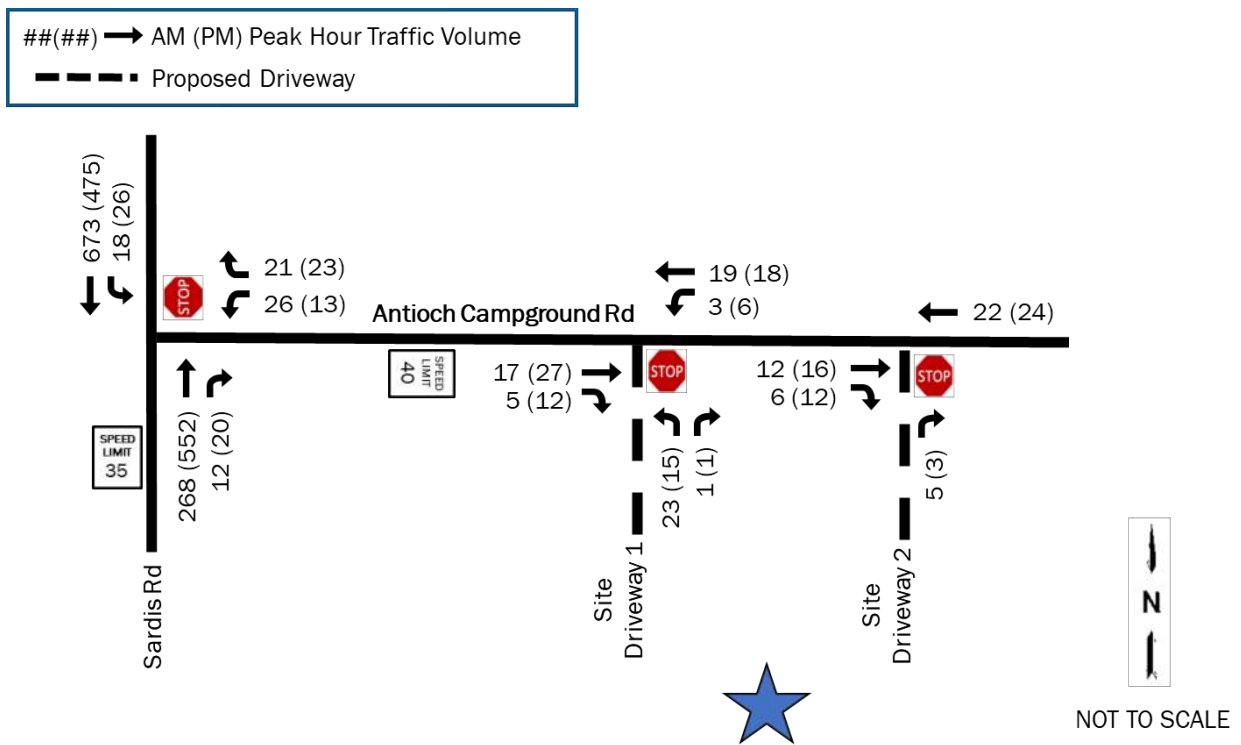 ##(##) AM (PM) Peak Hour Traffic Volume
Proposed Driveway
673 (475)
18 (26)
STOP
21 (23)
26 (13)
Antioch Campground Rd
19 (18)
3 (6)
22 (24)
SPEED
LIMIT
40
17 (27)
5 (12)
STOP
12 (16)
6 (12)
STOP
SPEED
LIMIT
35
268 (552)
12 (20)
23 (15)
1 (1)
5 (3)
Sardis Rd
Site
Driveway 1
Site
Driveway 2
N
NOT TO SCALE